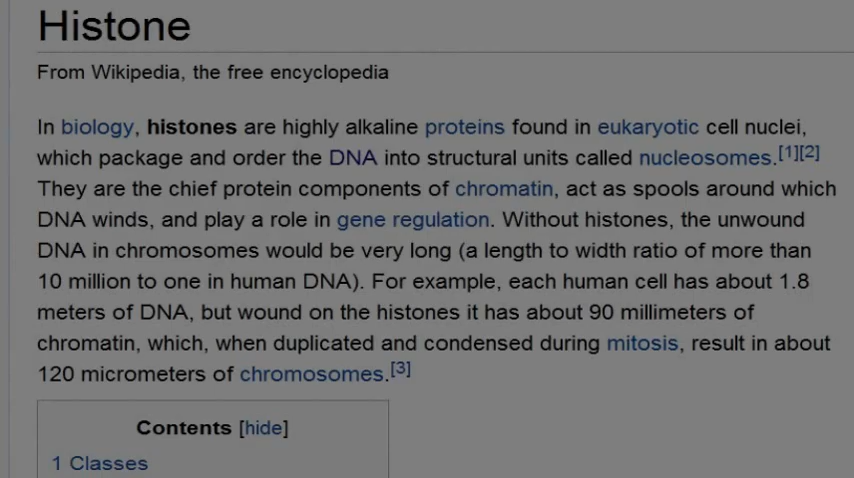 Histone
From Wikipedia, the free encyclopedia
In biology, histones are highly alkaline proteins found in eukaryotic cell nuclei,
which package and order the DNA into structural units called nucleosomes.[1][2]
They are the chief protein components of chromatin, act as spools around which
DNA winds, and play a role in gene regulation. Without histones, the unwound
DNA in chromosomes would be very long (a length to width ratio of more than
10 million to one in human DNA). For example, each human cell has about 1.8
meters of DNA, but wound on the histones it has about 90 millimeters of
chromatin, which, when duplicated and condensed during mitosis, result in about
120 micrometers of chromosomes.[3]
Contents [hide]
1 Classes